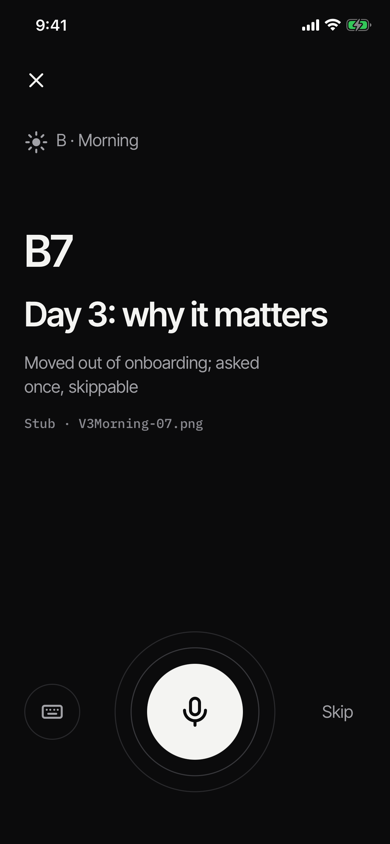 9:41
B · Morning
B7
Day 3: why it matters
Moved out of onboarding; asked
once, skippable
Stub · V3Morning-07.png
Skip